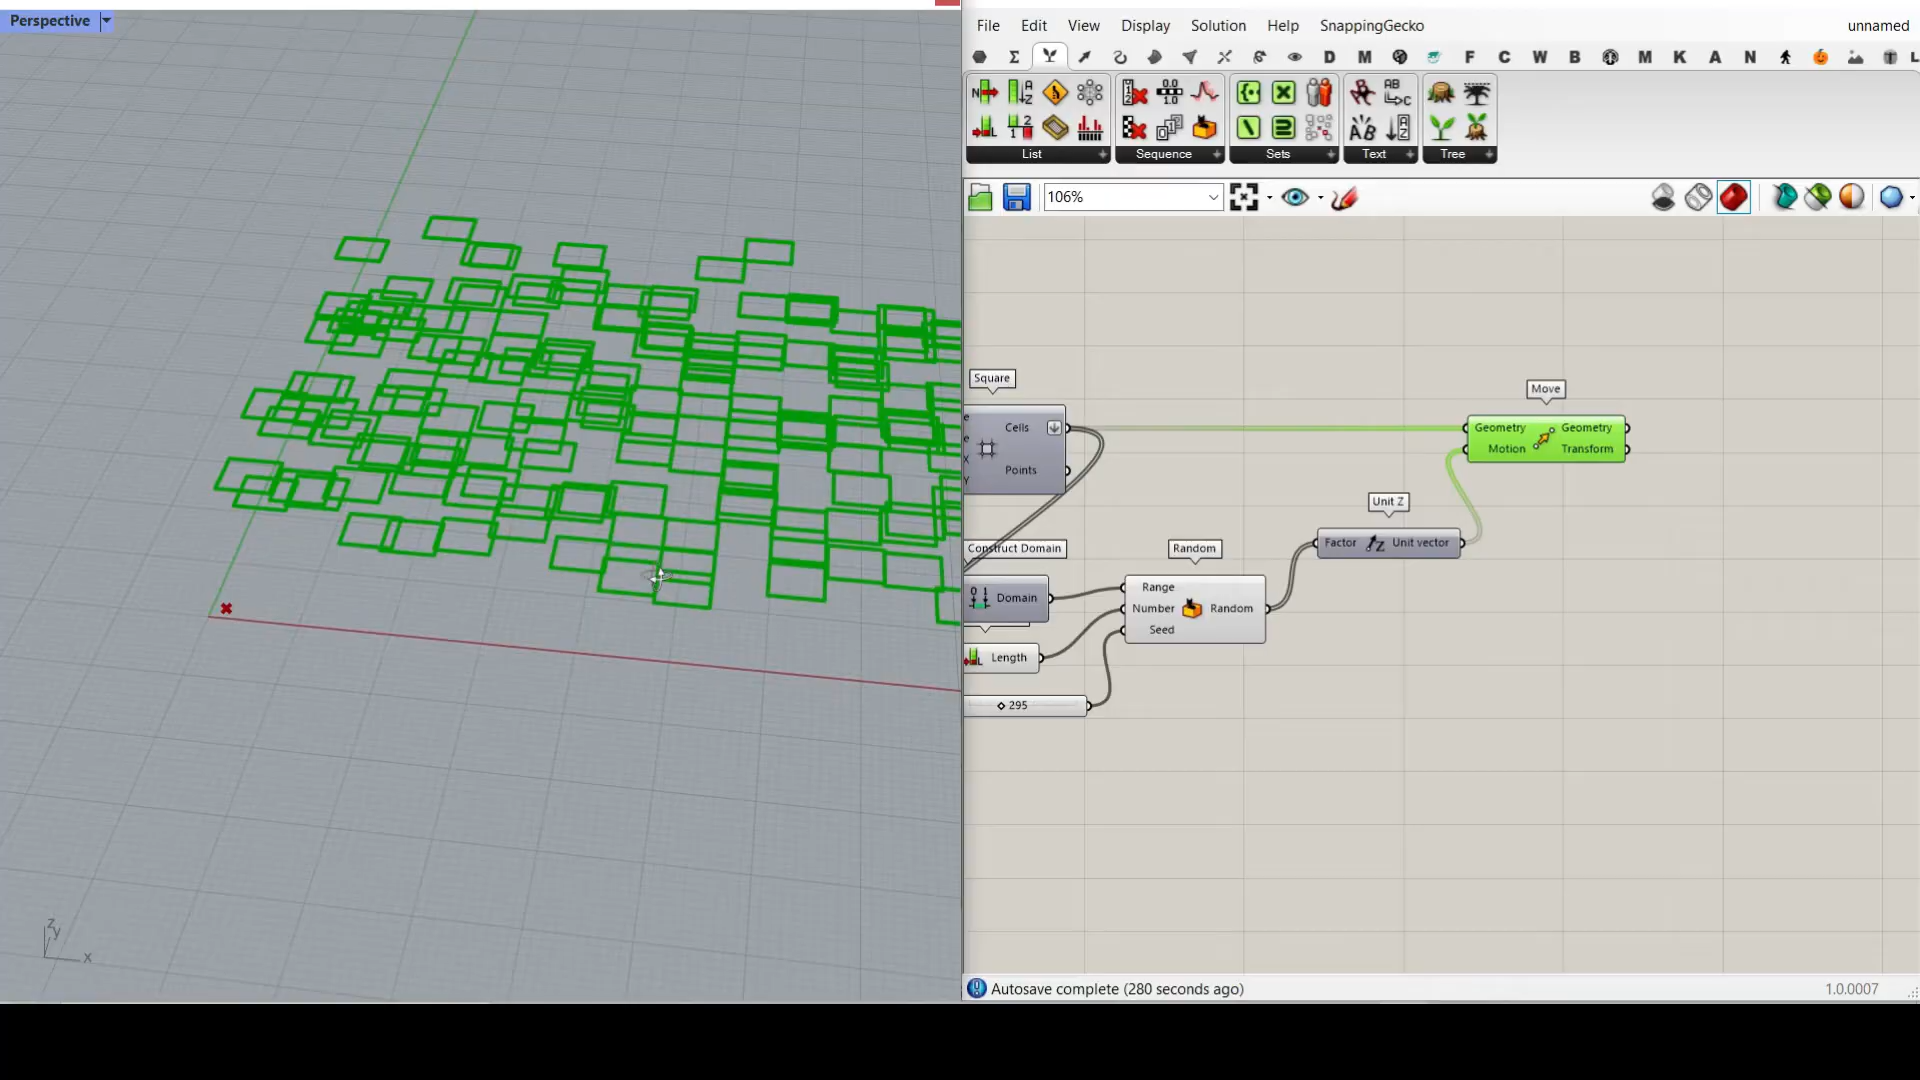 Perspective
File Edit View Display Solution Help SnappingGecko unnamed
D M F C W B M K A N L
List Sequence Sets Text Tree
106%
Square
Cells
Points
X
Y
Move
Geometry Geometry
Motion Transform
Unit Z
Factor Unit vector
Construct Domain
Domain
Random
Range
Number Random
Seed
Length
295
z
y
x
Autosave complete (280 seconds ago)
1.0.0007